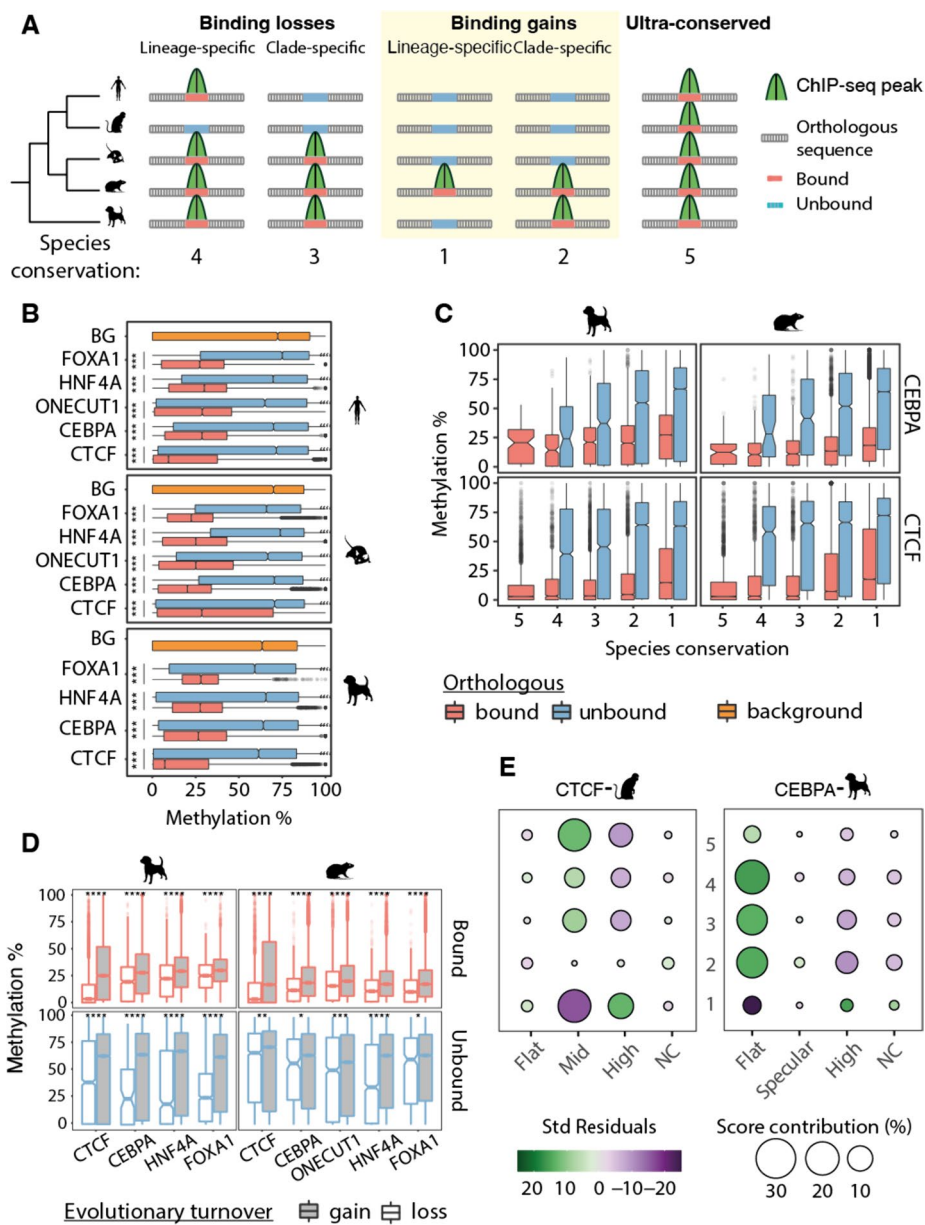 A
Binding losses
Binding gains
Ultra-conserved
Lineage-specific
Clade-specific
Lineage-specific
Clade-specific
ChIP-seq peak
Orthologous
sequence
Bound
Unbound
Species
conservation:
4
3
1
2
5
B
BG
FOXA1
***
HNF4A
***
ONECUT1
***
CEBPA
***
CTCF
***
BG
FOXA1
***
HNF4A
***
ONECUT1
***
CEBPA
***
CTCF
***
BG
FOXA1
***
HNF4A
***
CEBPA
***
CTCF
***
0 25 50 75 100
Methylation %
C
100
75
50
25
0
CEBPA
100
75
50
25
0
CTCF
Methylation %
5 4 3 2 1
5 4 3 2 1
Species conservation
Orthologous
bound
unbound
background
D
**** **** **** ****
**** **** **** **** ****
100
75
50
25
0
Bound
**** **** **** ****
** * *** **** *
100
75
50
25
0
Unbound
Methylation %
CTCF
CEBPA
HNF4A
FOXA1
CTCF
CEBPA
ONECUT1
HNF4A
FOXA1
Evolutionary turnover
gain
loss
E
CTCF-
CEBPA-
5
4
3
2
1
Flat
Mid
High
NC
Flat
Specular
High
NC
Std Residuals
20 10 0 -10 -20
Score contribution (%)
30 20 10